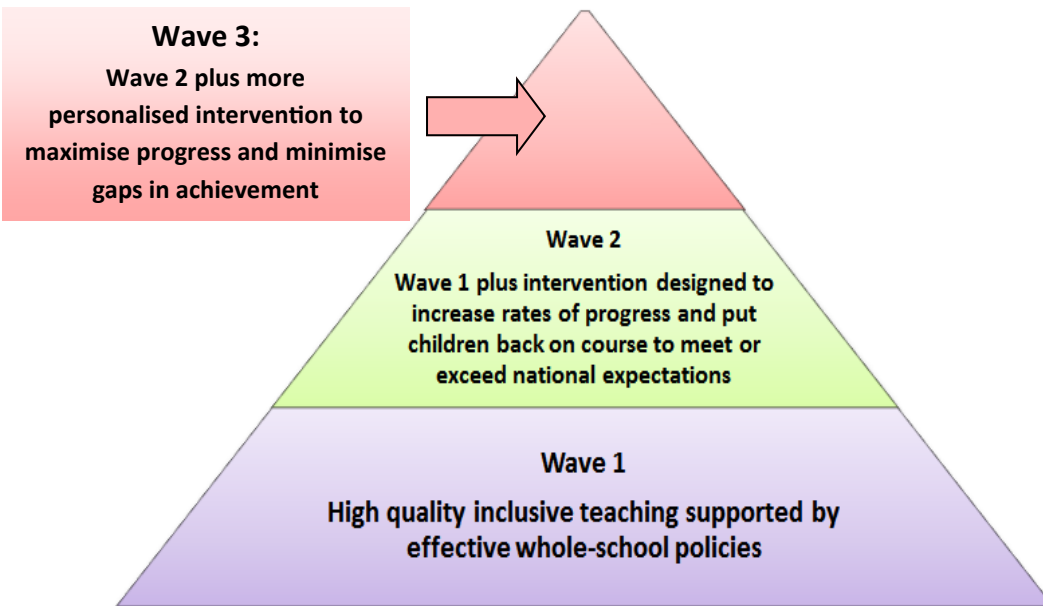 Wave 3:
Wave 2 plus more
personalised intervention to
maximise progress and minimise
gaps in achievement
Wave 2
Wave 1 plus intervention designed to
increase rates of progress and put
children back on course to meet or
exceed national expectations
Wave 1
High quality inclusive teaching supported by
effective whole-school policies